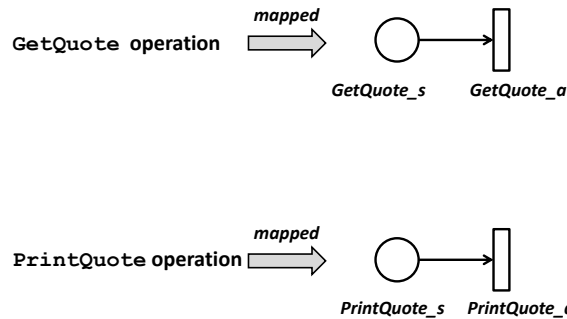 mapped
GetQuote operation
GetQuote_s GetQuote_a
mapped
PrintQuote operation
PrintQuote_s